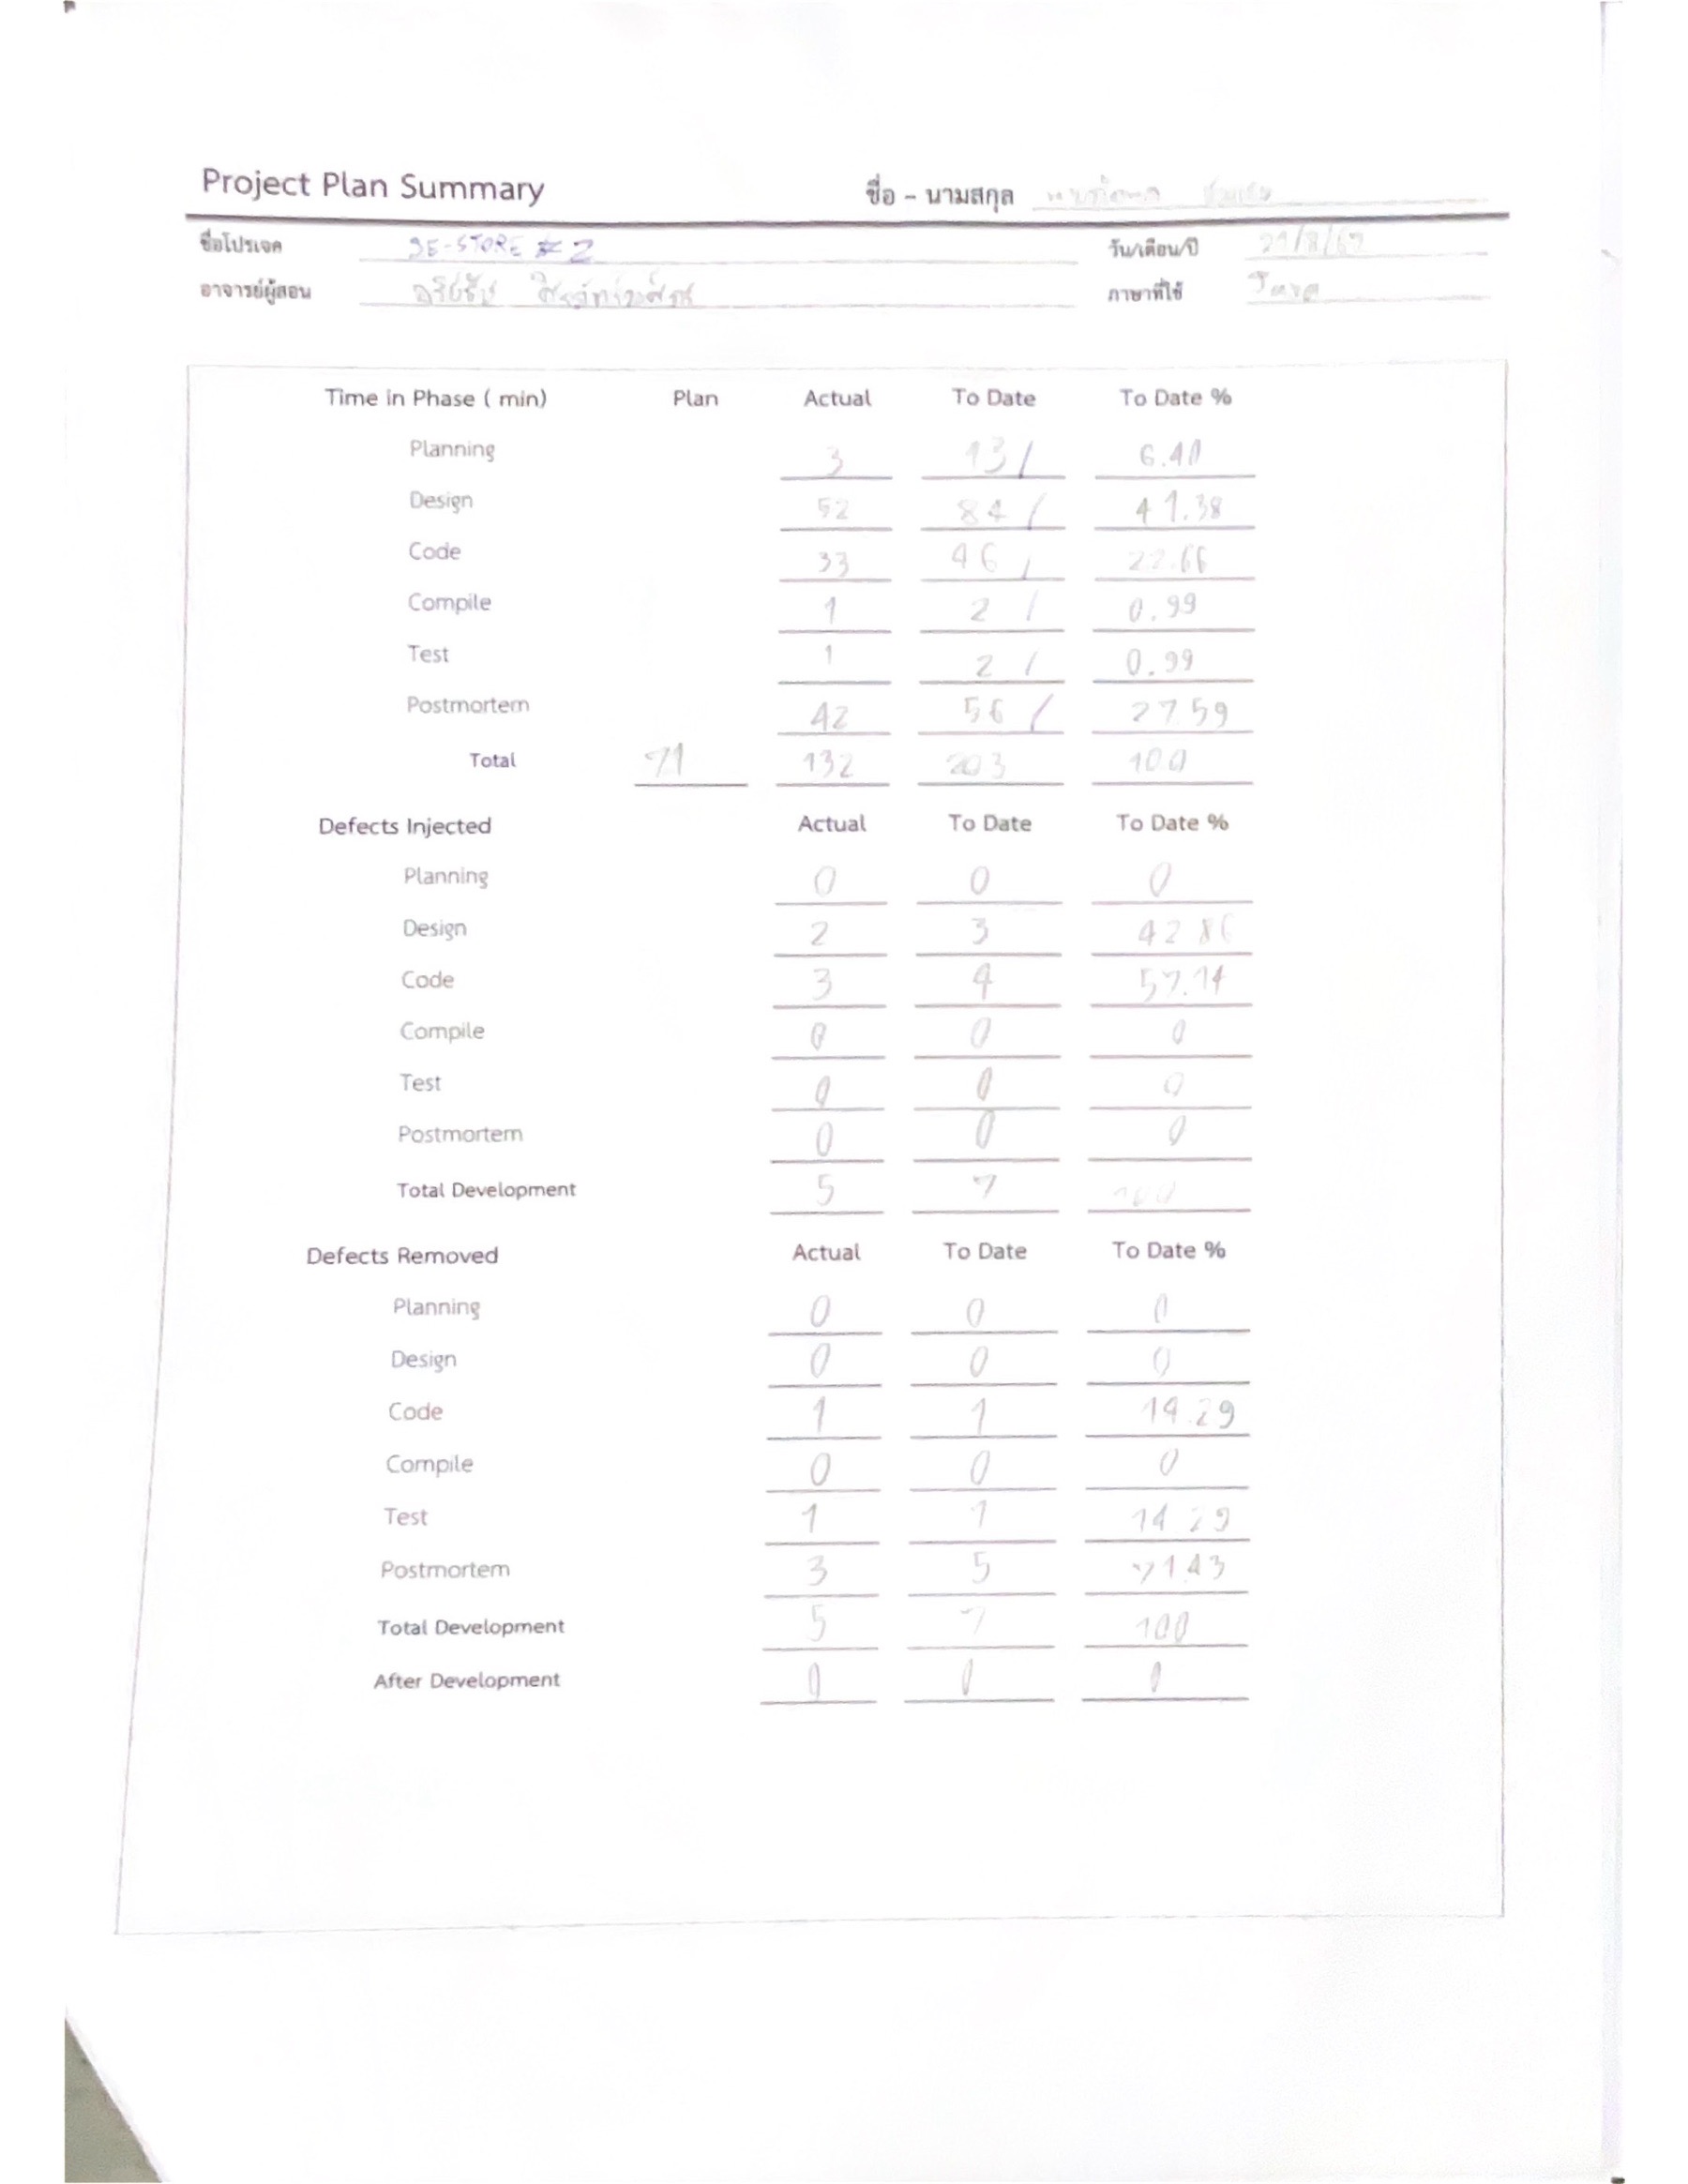 Project Plan Summary ชื่อ - นามสกุล
ชื่อโปรเจค SE-STORE #2 วัน/เดือน/ปี 21/8/67
อาจารย์ผู้สอน ภาษาที่ใช้ Java
Time in Phase ( min) Plan Actual To Date To Date %
Planning 3 13 / 6.40
Design 52 84 / 41.38
Code 33 46 / 22.66
Compile 1 2 / 0.99
Test 1 2 / 0.99
Postmortem 42 56 / 27.59
Total 71 132 203 100
Defects Injected Actual To Date To Date %
Planning 0 0 0
Design 2 3 42.86
Code 3 4 57.14
Compile 0 0 0
Test 0 0 0
Postmortem 0 0 0
Total Development 5 7 100
Defects Removed Actual To Date To Date %
Planning 0 0 0
Design 0 0 0
Code 1 1 14.29
Compile 0 0 0
Test 1 1 14.29
Postmortem 3 5 71.43
Total Development 5 7 100
After Development 0 0 0